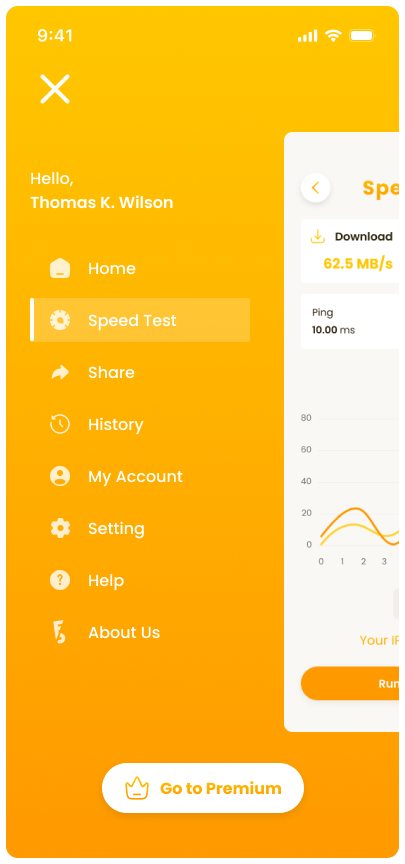 9:41
Hello,
Thomas K. Wilson
Home
Speed Test
Share
History
My Account
Setting
Help
About Us
Go to Premium
Spe
Download
62.5 MB/s
Ping
10.00 ms
80
60
40
20
0
0 1 2 3
Your IP
Run